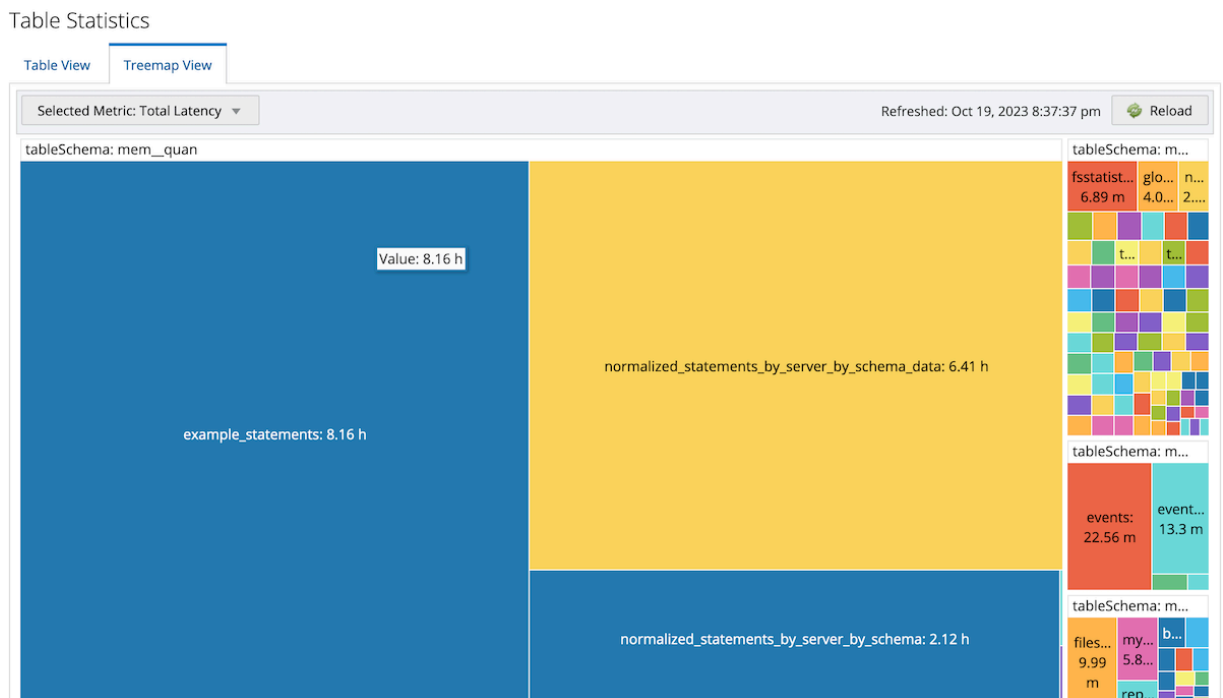 Table Statistics
Table View
Treemap View
Selected Metric: Total Latency
Refreshed: Oct 19, 2023 8:37:37 pm
Reload
tableSchema: mem__quan
Value: 8.16 h
example_statements: 8.16 h
normalized_statements_by_server_by_schema_data: 6.41 h
normalized_statements_by_server_by_schema: 2.12 h
tableSchema: m...
fsstatist...
6.89 m
glo...
4.0...
n...
2....
t...
t...
tableSchema: m...
events:
22.56 m
event...
13.3 m
tableSchema: m...
files...
9.99
m
my...
5.8...
b...
rep...